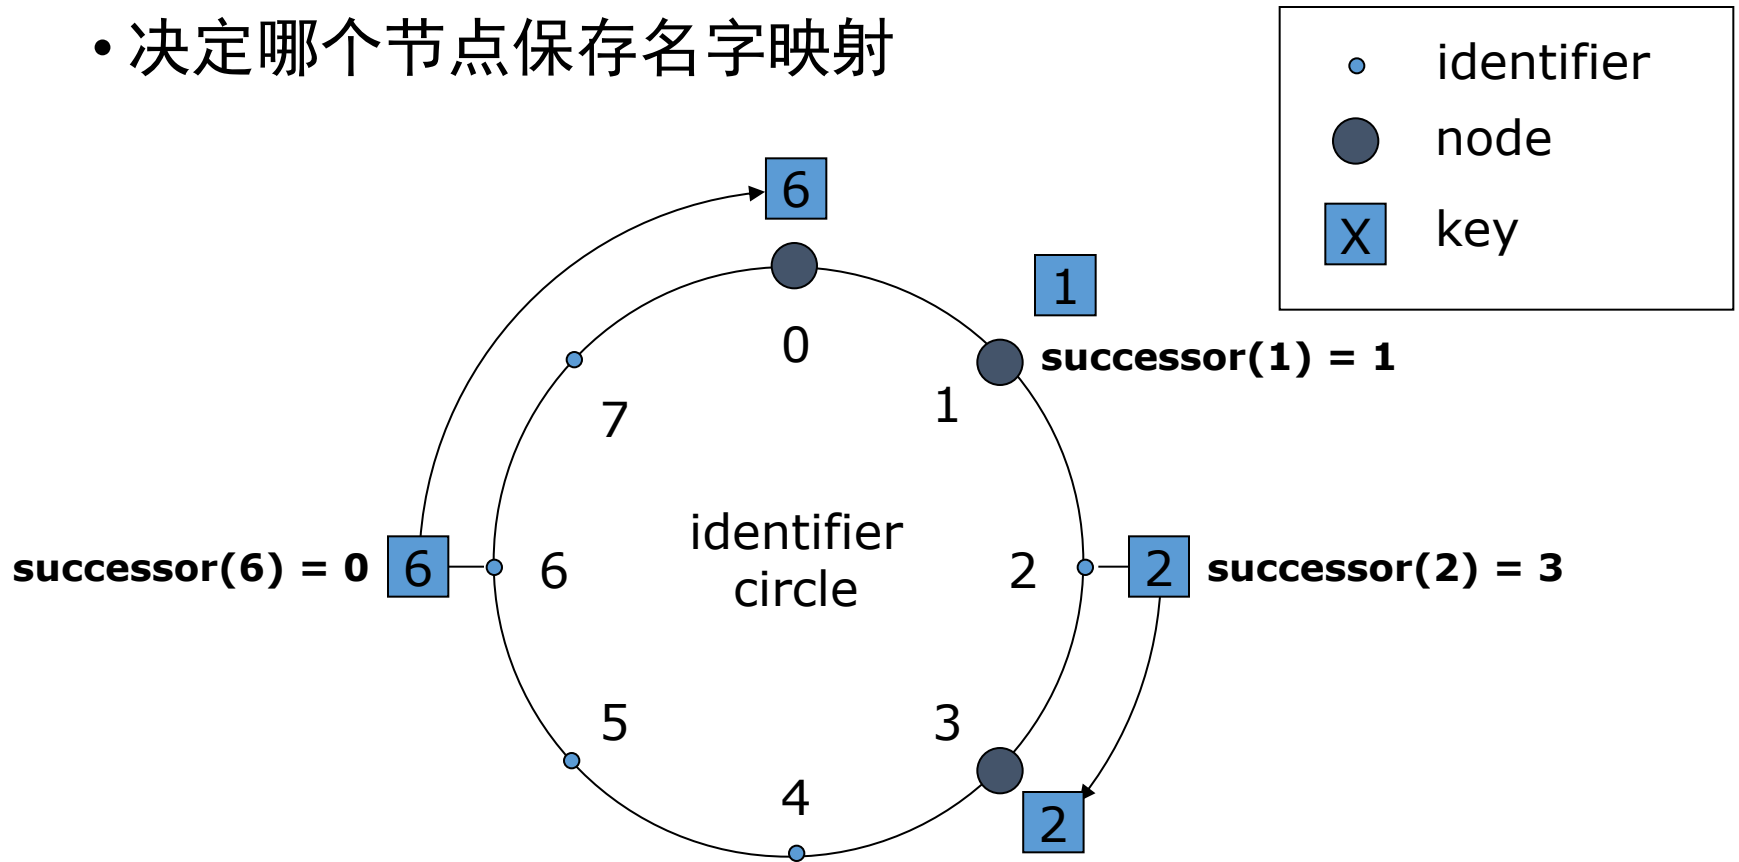 • 决定哪个节点保存名字映射
identifier
node
X key
6
1
0
successor(1) = 1
1
7
identifier
circle
successor(6) = 0 6 6
2 2 successor(2) = 3
5
3
4
2